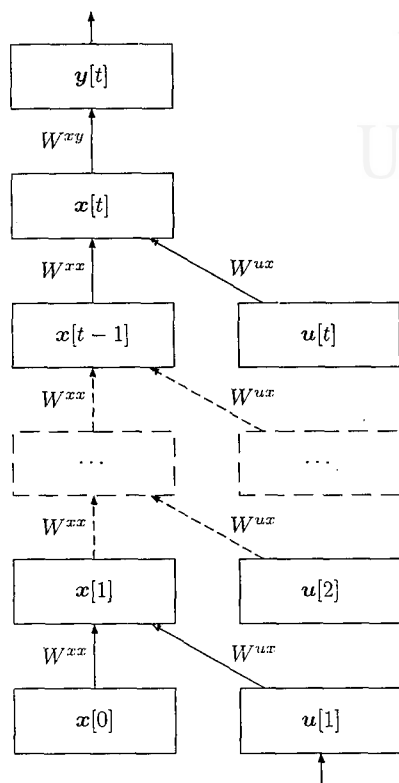 y[t]
W^{xy}
x[t]
W^{xx} W^{ux}
x[t − 1] u[t]
W^{xx} W^{ux}
... ...
W^{xx} W^{ux}
x[1] u[2]
W^{xx} W^{ux}
x[0] u[1]
U